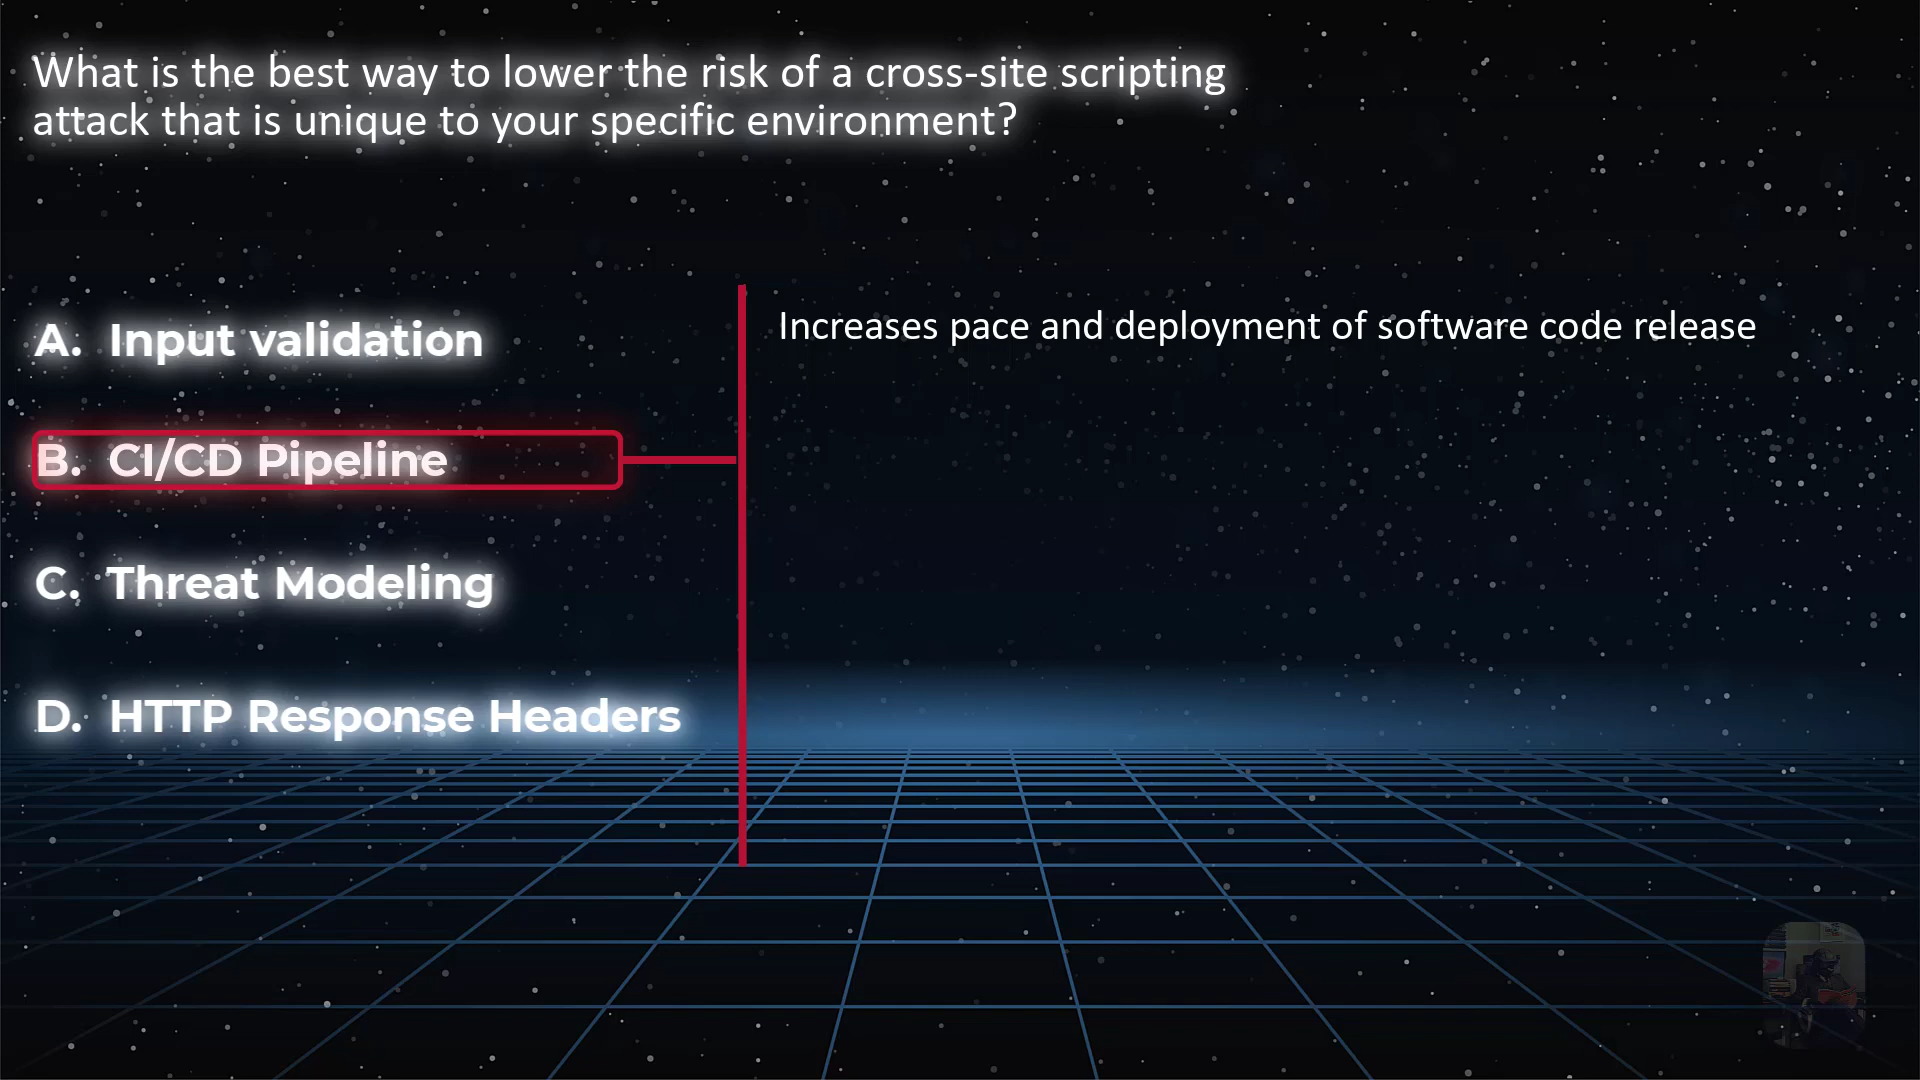 What is the best way to lower the risk of a cross-site scripting
attack that is unique to your specific environment?
A. Input validation
B. CI/CD Pipeline
C. Threat Modeling
D. HTTP Response Headers
Increases pace and deployment of software code release